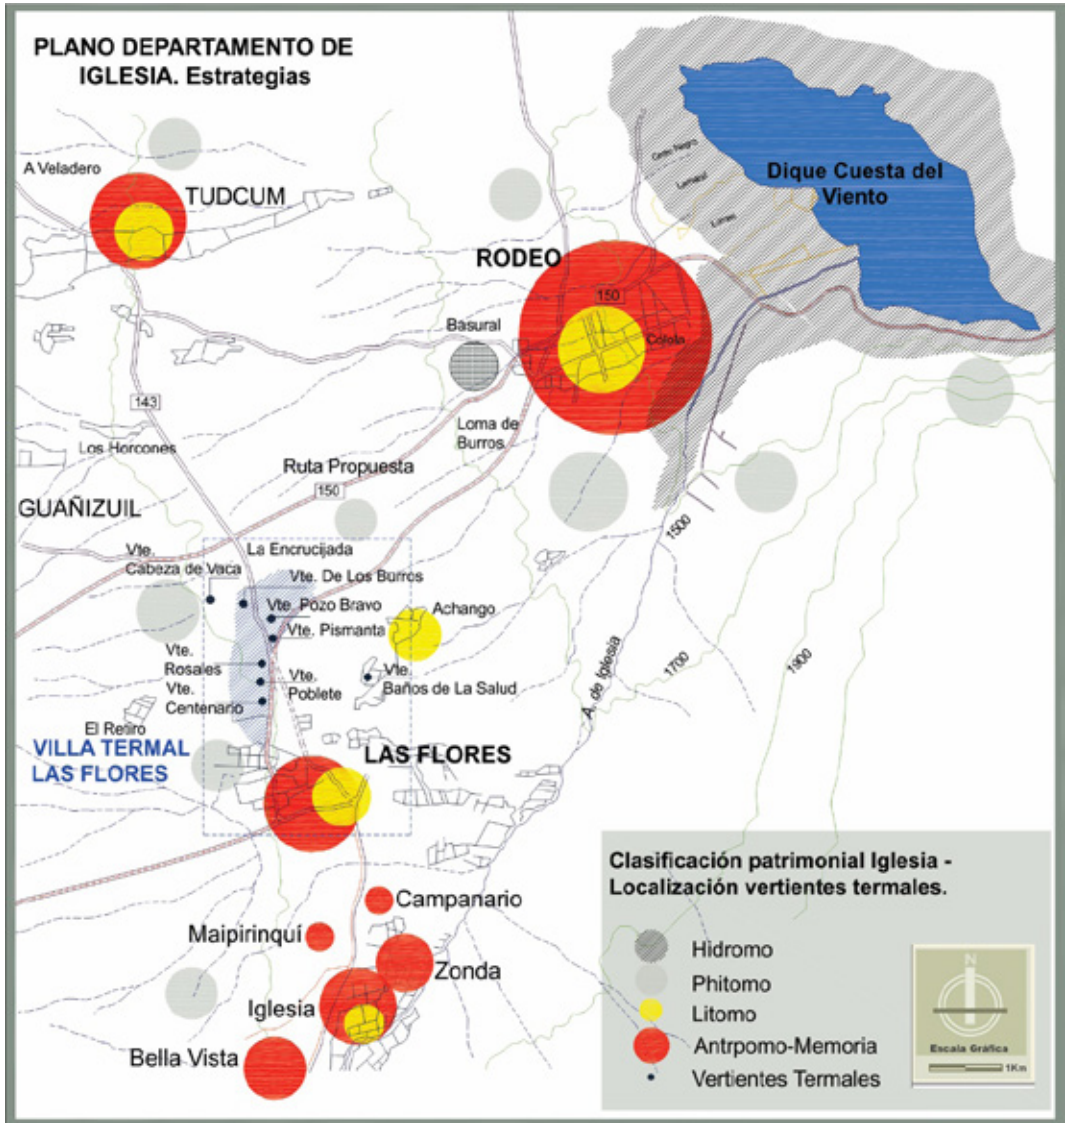 PLANO DEPARTAMENTO DE
IGLESIA. Estrategias
A Veladero
TUDCUM
RODEO
Cerro Negro
Lamaral
Dique Cuesta del
Viento
150
Colola
Basural
143
Los Horcones
Loma de
Burros
Ruta Propuesta
150
GUAÑIZUIL
1500
Vte.
Cabeza de Vaca
La Encrucijada
Vte. De Los Burros
Vte. Pozo Bravo
Vte. Pismanta
Achango
Vte.
Rosales
Vte.
Poblete
Vte.
Centenario
Vte.
Baños de La Salud
A. de Iglesia
1700
1900
El Retiro
VILLA TERMAL
LAS FLORES
LAS FLORES
Campanario
Maipirinquí
Zonda
Iglesia
Bella Vista
Clasificación patrimonial Iglesia -
Localización vertientes termales.
Hidromo
Phitomo
Litomo
Antrpomo-Memoria
Vertientes Termales
N
Escala Gráfica
1Km